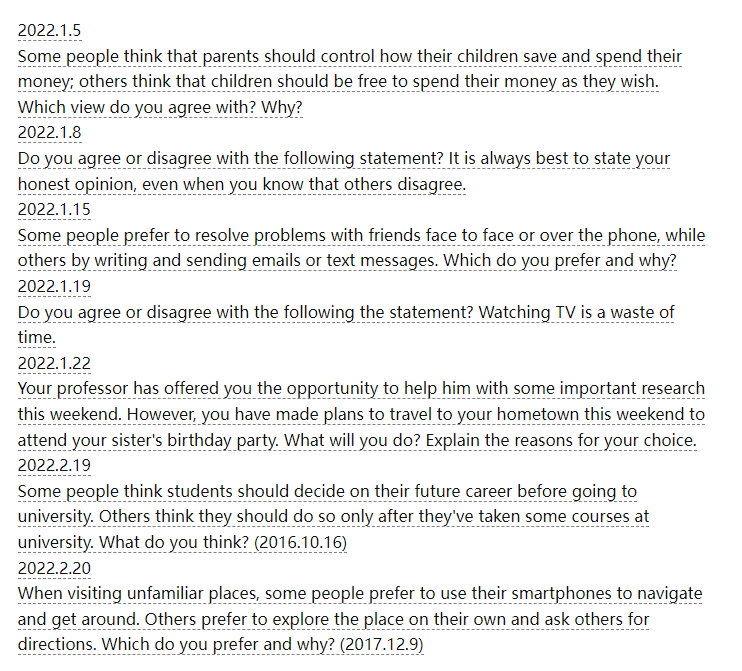 2022.1.5
Some people think that parents should control how their children save and spend their
money; others think that children should be free to spend their money as they wish.
Which view do you agree with? Why?
2022.1.8
Do you agree or disagree with the following statement? It is always best to state your
honest opinion, even when you know that others disagree.
2022.1.15
Some people prefer to resolve problems with friends face to face or over the phone, while
others by writing and sending emails or text messages. Which do you prefer and why?
2022.1.19
Do you agree or disagree with the following the statement? Watching TV is a waste of
time.
2022.1.22
Your professor has offered you the opportunity to help him with some important research
this weekend. However, you have made plans to travel to your hometown this weekend to
attend your sister's birthday party. What will you do? Explain the reasons for your choice.
2022.2.19
Some people think students should decide on their future career before going to
university. Others think they should do so only after they've taken some courses at
university. What do you think? (2016.10.16)
2022.2.20
When visiting unfamiliar places, some people prefer to use their smartphones to navigate
and get around. Others prefer to explore the place on their own and ask others for
directions. Which do you prefer and why? (2017.12.9)